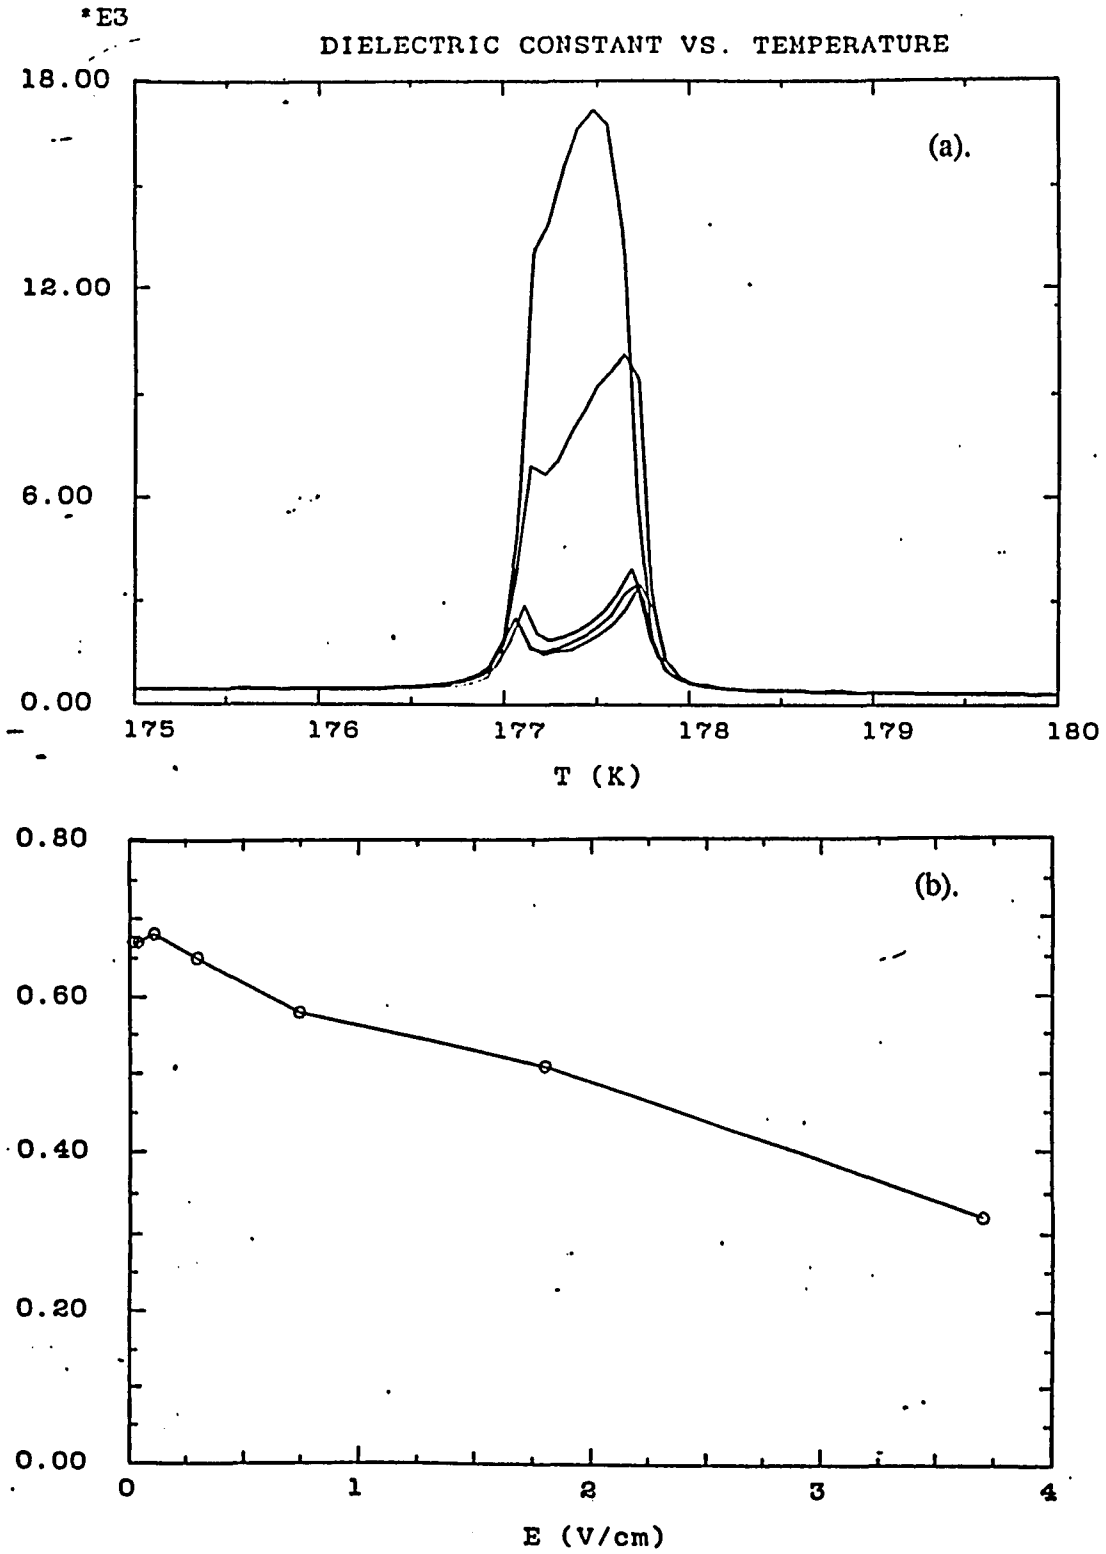 *E3
DIELECTRIC CONSTANT VS. TEMPERATURE
18.00
(a).
12.00
6.00
0.00
175 176 177 178 179 180
T (K)
0.80
(b).
0.60
0.40
0.20
0.00
0 1 2 3 4
E (V/cm)